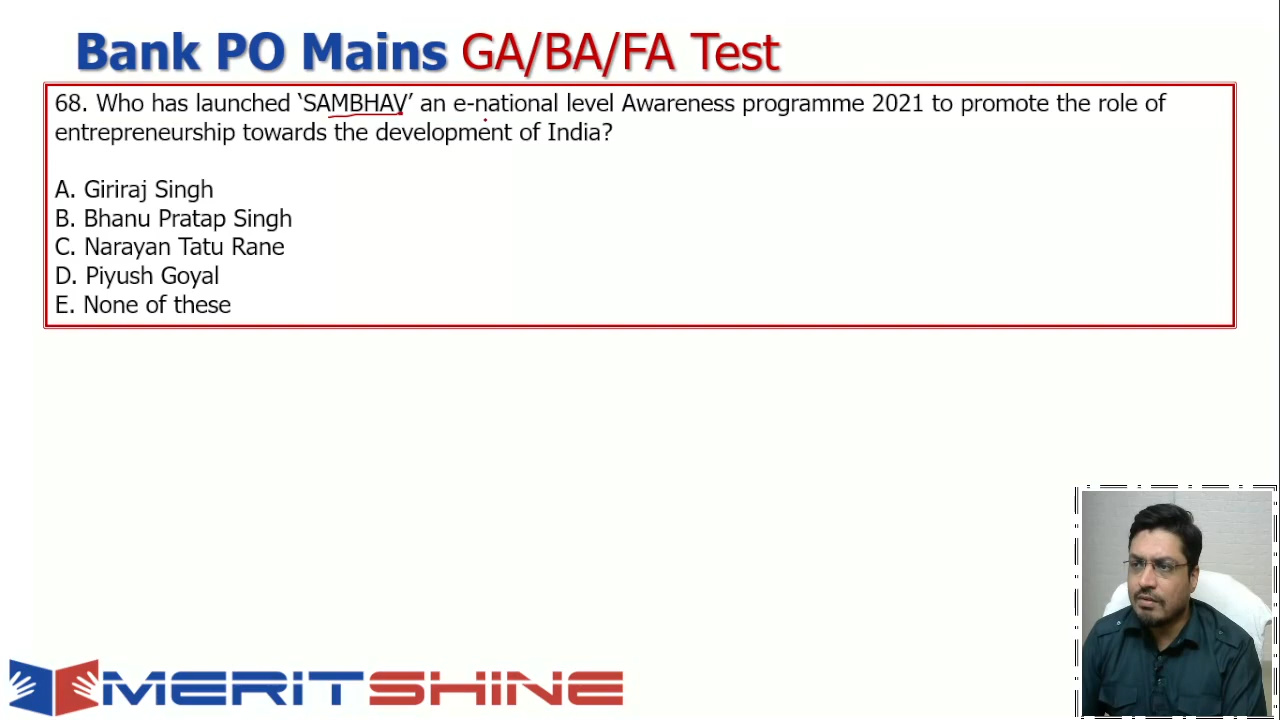 Bank PO Mains GA/BA/FA Test
68. Who has launched ‘SAMBHAV’ an e-national level Awareness programme 2021 to promote the role of
entrepreneurship towards the development of India?
A. Giriraj Singh
B. Bhanu Pratap Singh
C. Narayan Tatu Rane
D. Piyush Goyal
E. None of these
MERITSHINE